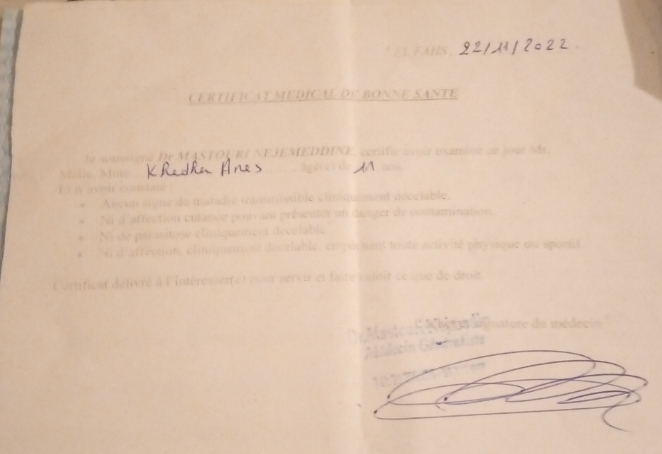 EL FAHS, 22/11/2022
CERTIFICAT MEDICAL DE BONNE SANTE
Je soussigné Dr MASTOURI NEJEMEDDINE, certifie avoir examiné ce jour Mr,
Melle, Mme Khedher Anes âgé(e) de 11 ans,
Et n'avoir constaté :
• Aucun signe de maladie transmissible cliniquement décelable.
• Ni d'affection cutanée pouvant présenter un danger de contamination.
• Ni de parasitose cliniquement décelable
• Ni d'affection, cliniquement décelable, empêchant toute activité physique ou sportif.
Certificat délivré à l'intéressé(e) pour servir et faire valoir ce que de droit.
signature du médecin
Dr Mastouri
Médecin Généraliste